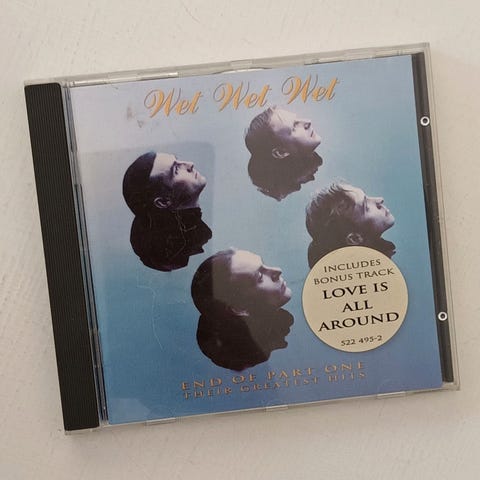 Wet Wet Wet
INCLUDES
BONUS TRACK
LOVE IS
ALL
AROUND
522 495-2
END OF PART ONE
THEIR GREATEST HITS